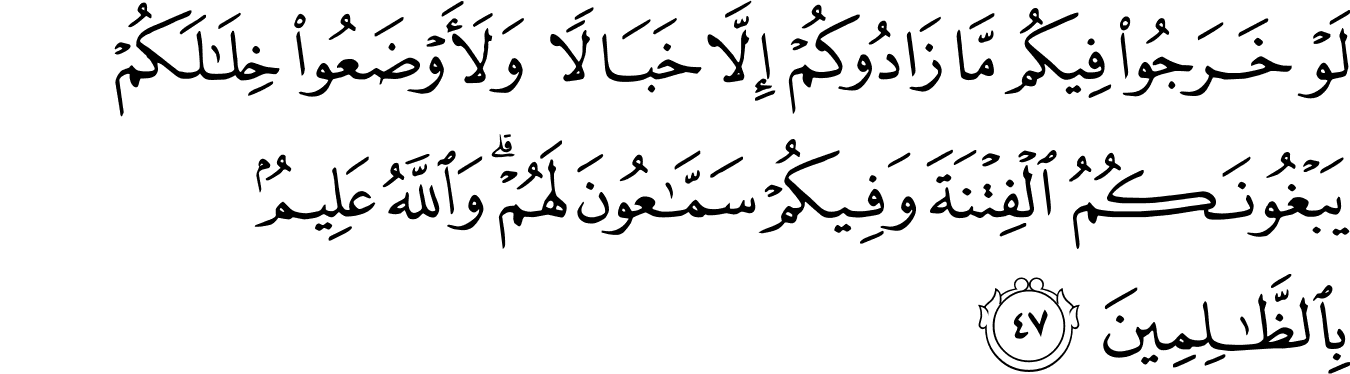 لَوْ خَرَجُوا۟ فِيكُم مَّا زَادُوكُمْ إِلَّا خَبَالًا وَلَأَوْضَعُوا۟ خِلَـٰلَكُمْ
يَبْغُونَكُمُ ٱلْفِتْنَةَ وَفِيكُمْ سَمَّـٰعُونَ لَهُمْ ۗ وَٱللَّهُ عَلِيمٌۢ
بِٱلظَّـٰلِمِينَ ٤٧